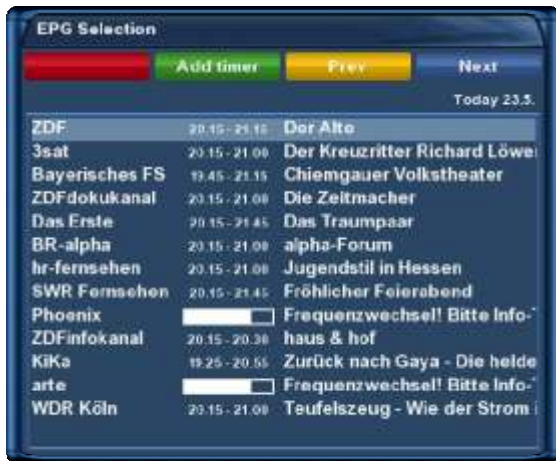 EPG Selection
Add timer Prev Next
Today 23.5.
ZDF 20.15 - 21.15 Der Alte
3sat 20.15 - 21.00 Der Kreuzritter Richard Löwe
Bayerisches FS 19.45 - 21.15 Chiemgauer Volkstheater
ZDFdokukanal 20.15 - 21.00 Die Zeitmacher
Das Erste 20.15 - 21.45 Das Traumpaar
BR-alpha 20.15 - 21.00 alpha-Forum
hr-fernsehen 20.15 - 21.00 Jugendstil in Hessen
SWR Fernsehen 20.15 - 21.45 Fröhlicher Feierabend
Phoenix Frequenzwechsel! Bitte Info-
ZDFinfokanal 20.15 - 20.30 haus & hof
KiKa 19.25 - 20.55 Zurück nach Gaya - Die helde
arte Frequenzwechsel! Bitte Info-
WDR Köln 20.15 - 21.00 Teufelszeug - Wie der Strom